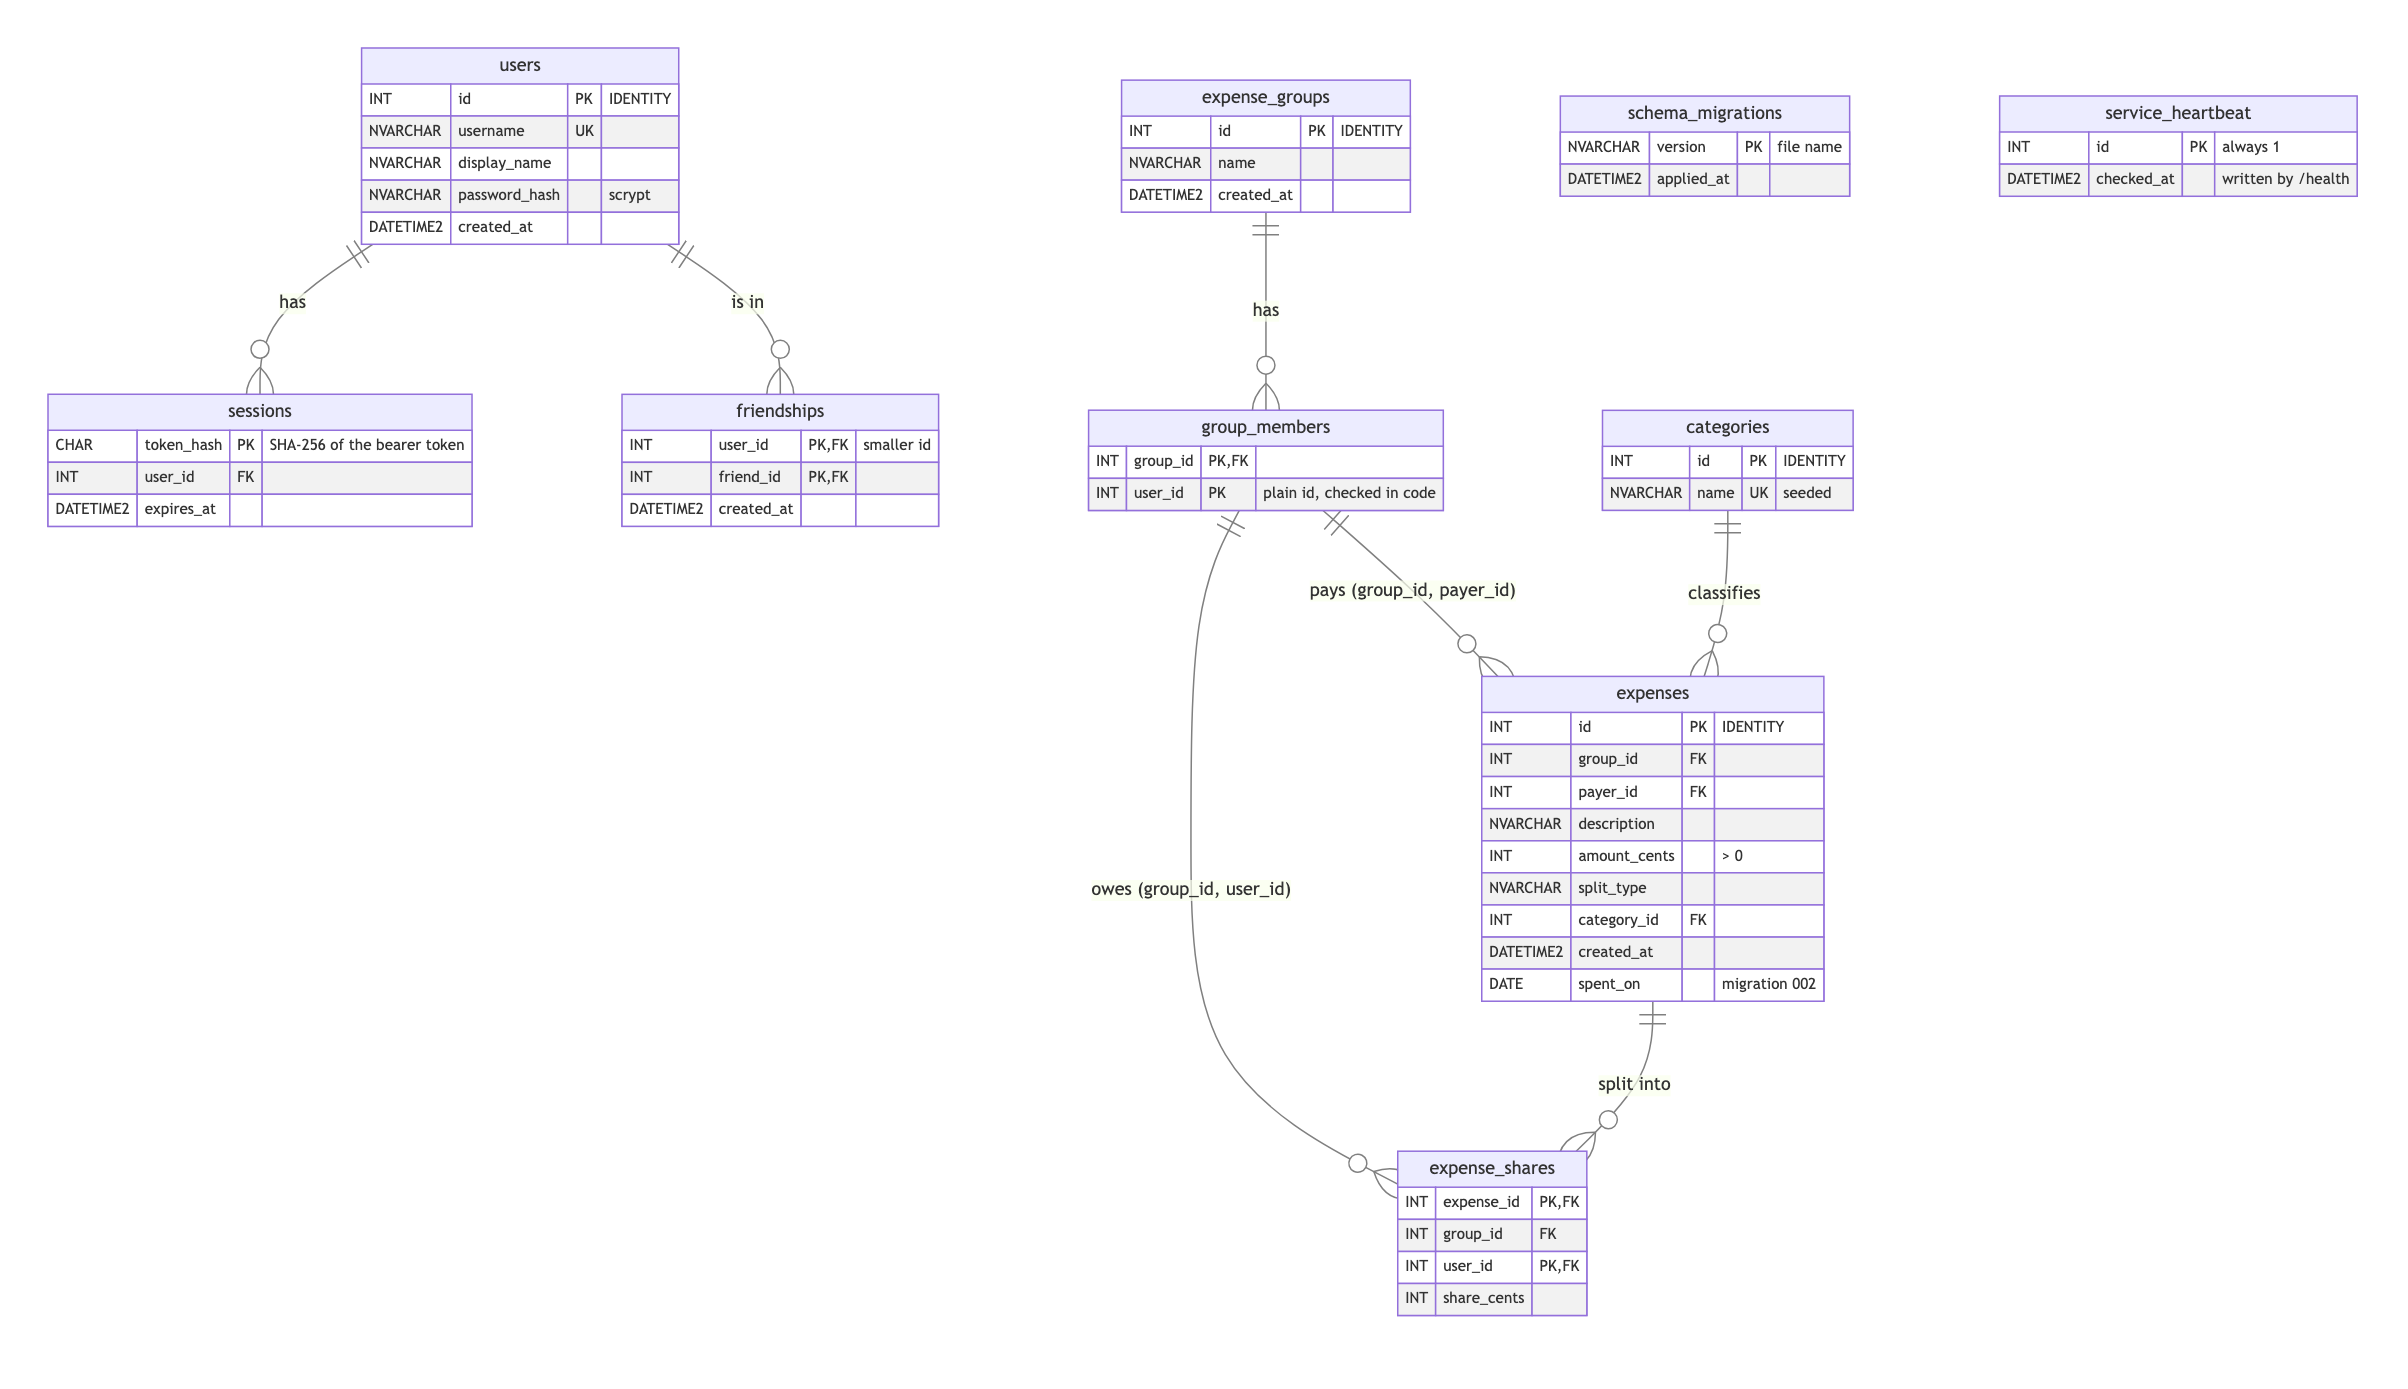 users
INT id PK IDENTITY
NVARCHAR username UK
NVARCHAR display_name
NVARCHAR password_hash scrypt
DATETIME2 created_at
expense_groups
INT id PK IDENTITY
NVARCHAR name
DATETIME2 created_at
schema_migrations
NVARCHAR version PK file name
DATETIME2 applied_at
service_heartbeat
INT id PK always 1
DATETIME2 checked_at written by /health
has
is in
has
sessions
CHAR token_hash PK SHA-256 of the bearer token
INT user_id FK
DATETIME2 expires_at
friendships
INT user_id PK,FK smaller id
INT friend_id PK,FK
DATETIME2 created_at
group_members
INT group_id PK,FK
INT user_id PK plain id, checked in code
categories
INT id PK IDENTITY
NVARCHAR name UK seeded
pays (group_id, payer_id)
classifies
expenses
INT id PK IDENTITY
INT group_id FK
INT payer_id FK
NVARCHAR description
INT amount_cents > 0
NVARCHAR split_type
INT category_id FK
DATETIME2 created_at
DATE spent_on migration 002
owes (group_id, user_id)
split into
expense_shares
INT expense_id PK,FK
INT group_id FK
INT user_id PK,FK
INT share_cents